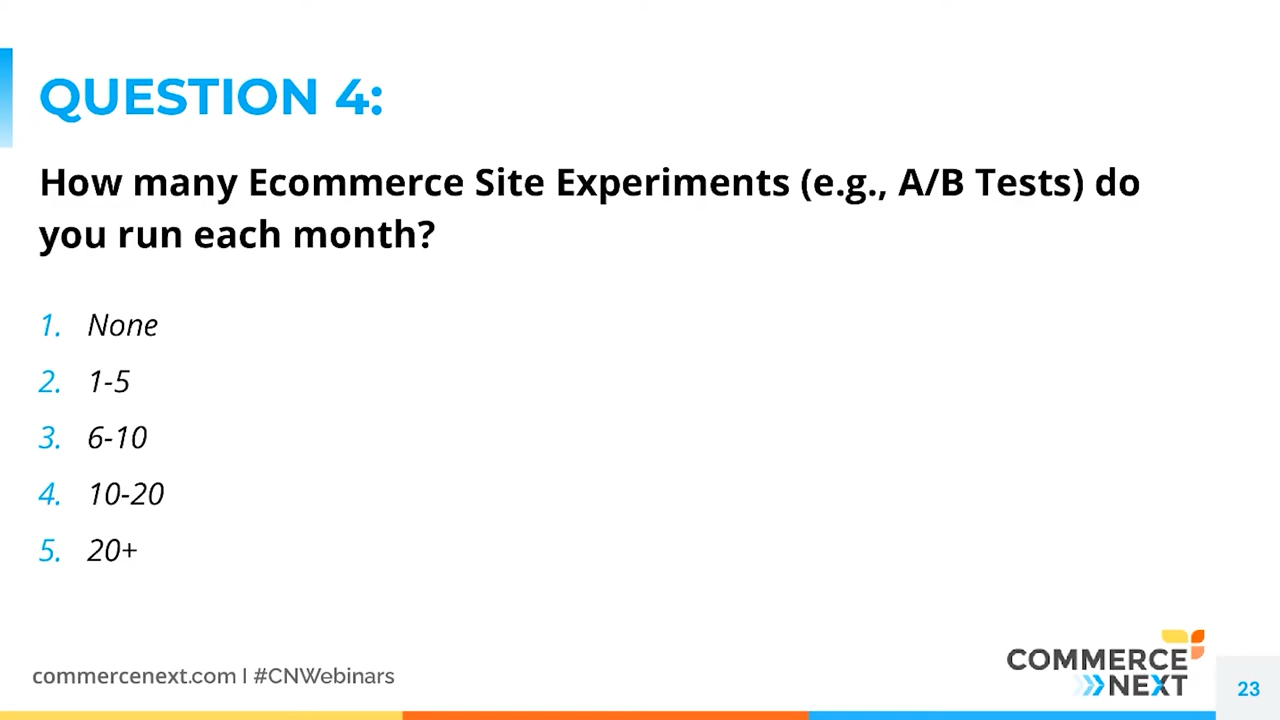 QUESTION 4:
How many Ecommerce Site Experiments (e.g., A/B Tests) do
you run each month?
1. None
2. 1-5
3. 6-10
4. 10-20
5. 20+
commercenext.com | #CNWebinars
COMMERCE
NEXT
23